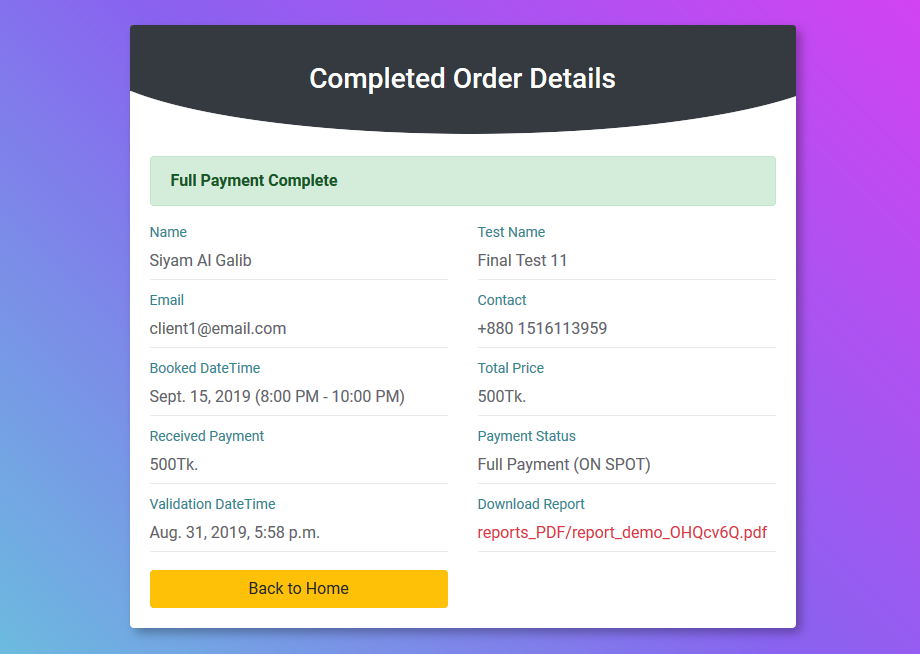 Completed Order Details
Full Payment Complete
Name
Siyam Al Galib
Test Name
Final Test 11
Email
client1@email.com
Contact
+880 1516113959
Booked DateTime
Sept. 15, 2019 (8:00 PM - 10:00 PM)
Total Price
500Tk.
Received Payment
500Tk.
Payment Status
Full Payment (ON SPOT)
Validation DateTime
Aug. 31, 2019, 5:58 p.m.
Download Report
reports_PDF/report_demo_OHQcv6Q.pdf
Back to Home